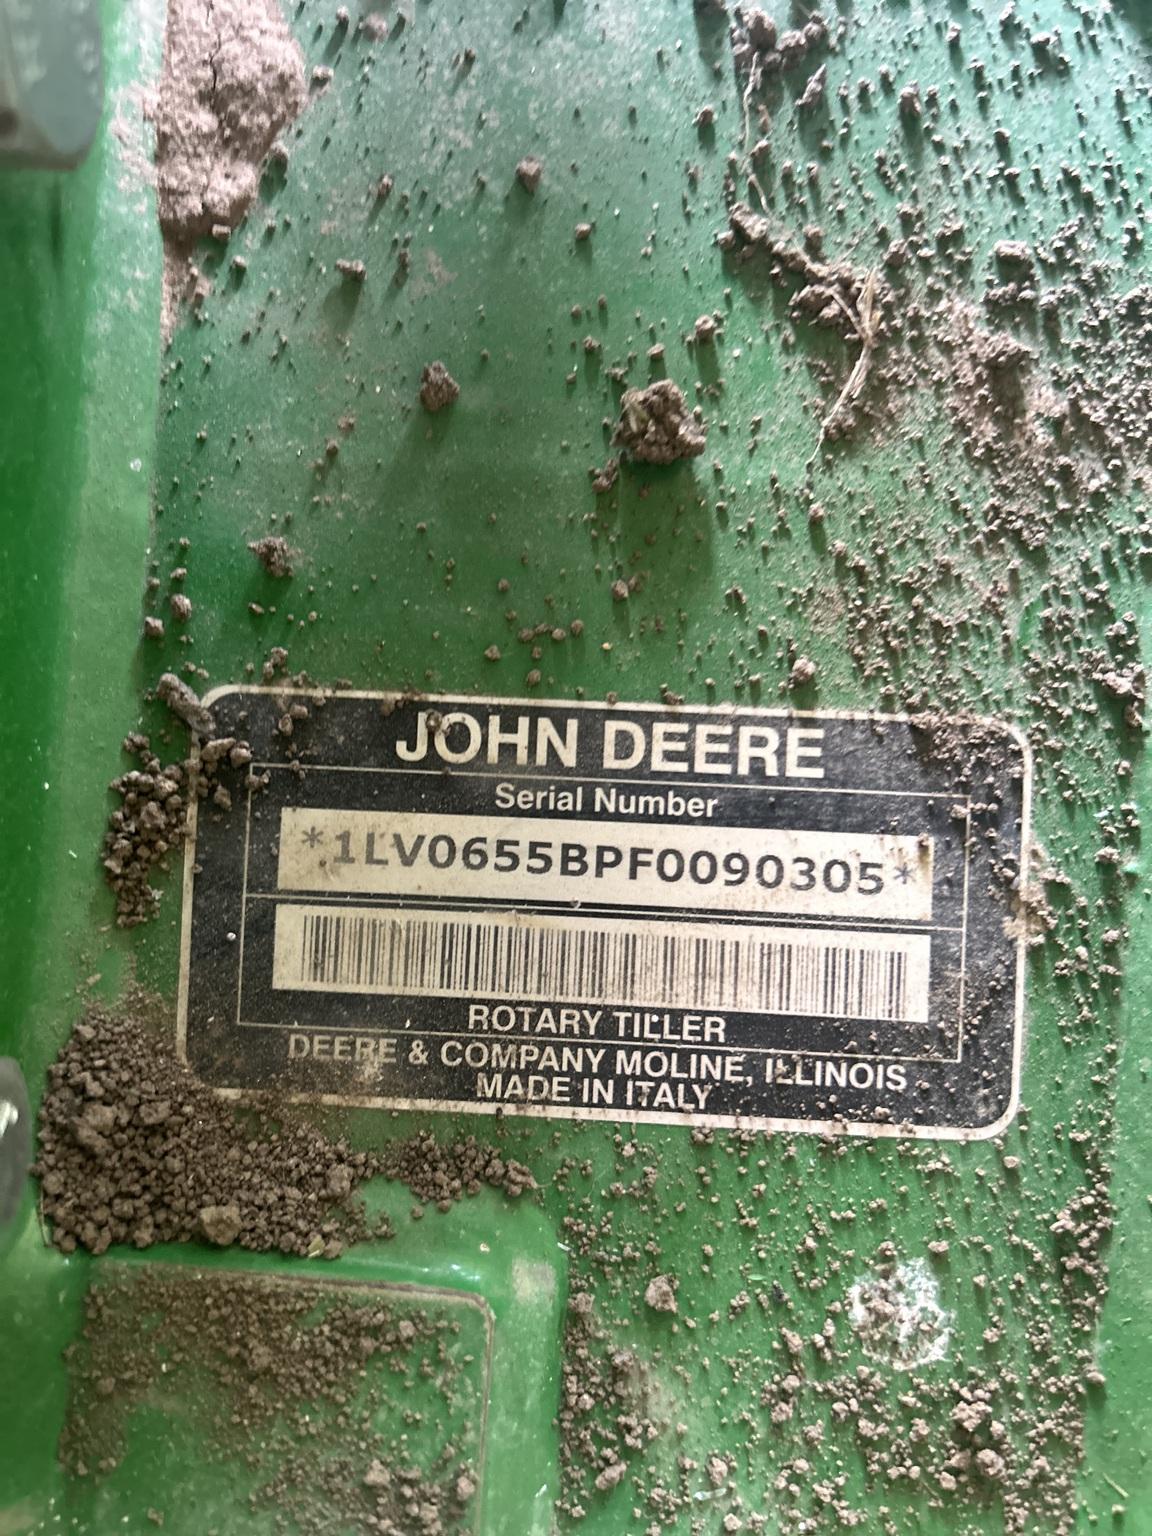 JOHN DEERE
Serial Number
*1LV0655BPF0090305*
ROTARY TILLER
DEERE & COMPANY MOLINE, ILLINOIS
MADE IN ITALY